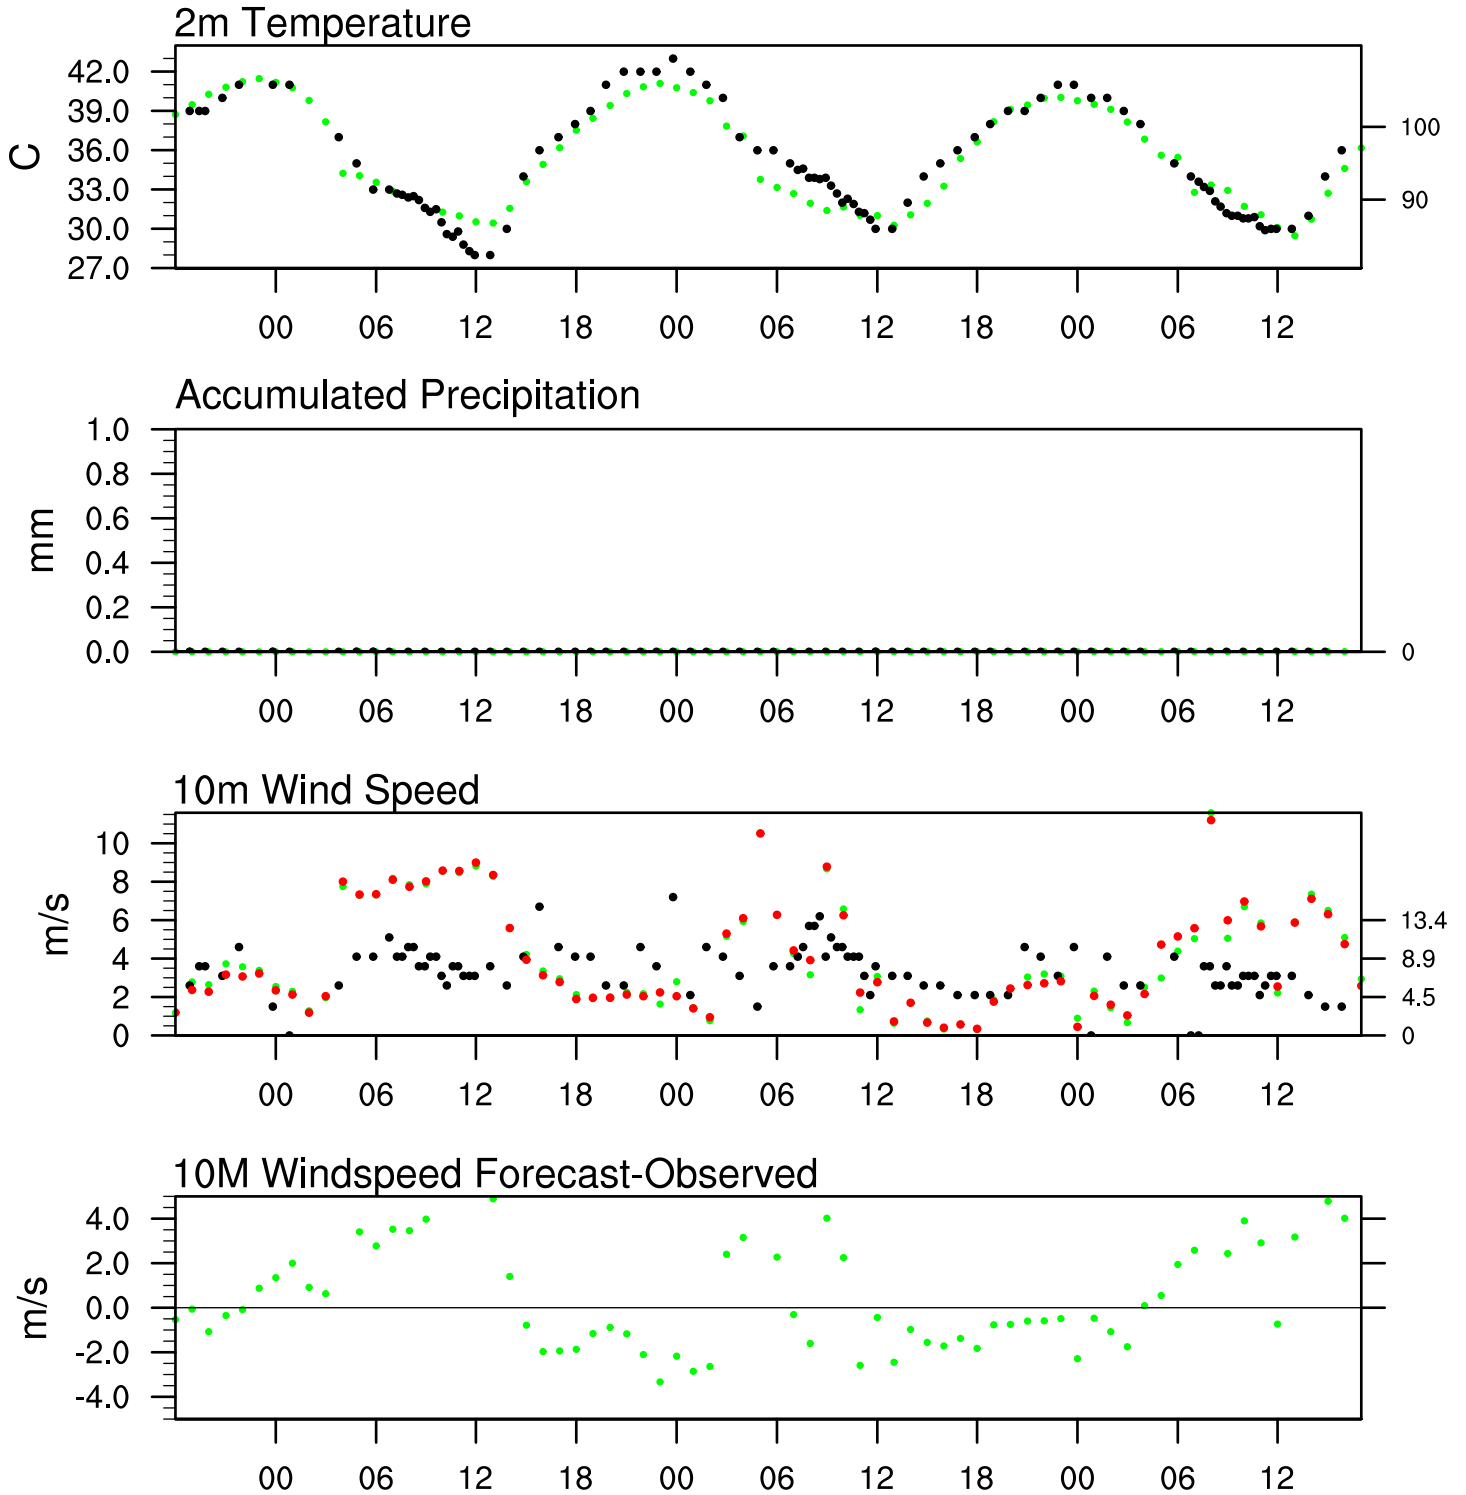 2m Temperature
C
42.0
39.0
36.0
33.0
30.0
27.0
100
90
00 06 12 18 00 06 12 18 00 06 12
Accumulated Precipitation
mm
1.0
0.8
0.6
0.4
0.2
0.0
0
00 06 12 18 00 06 12 18 00 06 12
10m Wind Speed
m/s
10
8
6
4
2
0
13.4
8.9
4.5
0
00 06 12 18 00 06 12 18 00 06 12
10M Windspeed Forecast-Observed
m/s
4.0
2.0
0.0
-2.0
-4.0
00 06 12 18 00 06 12 18 00 06 12